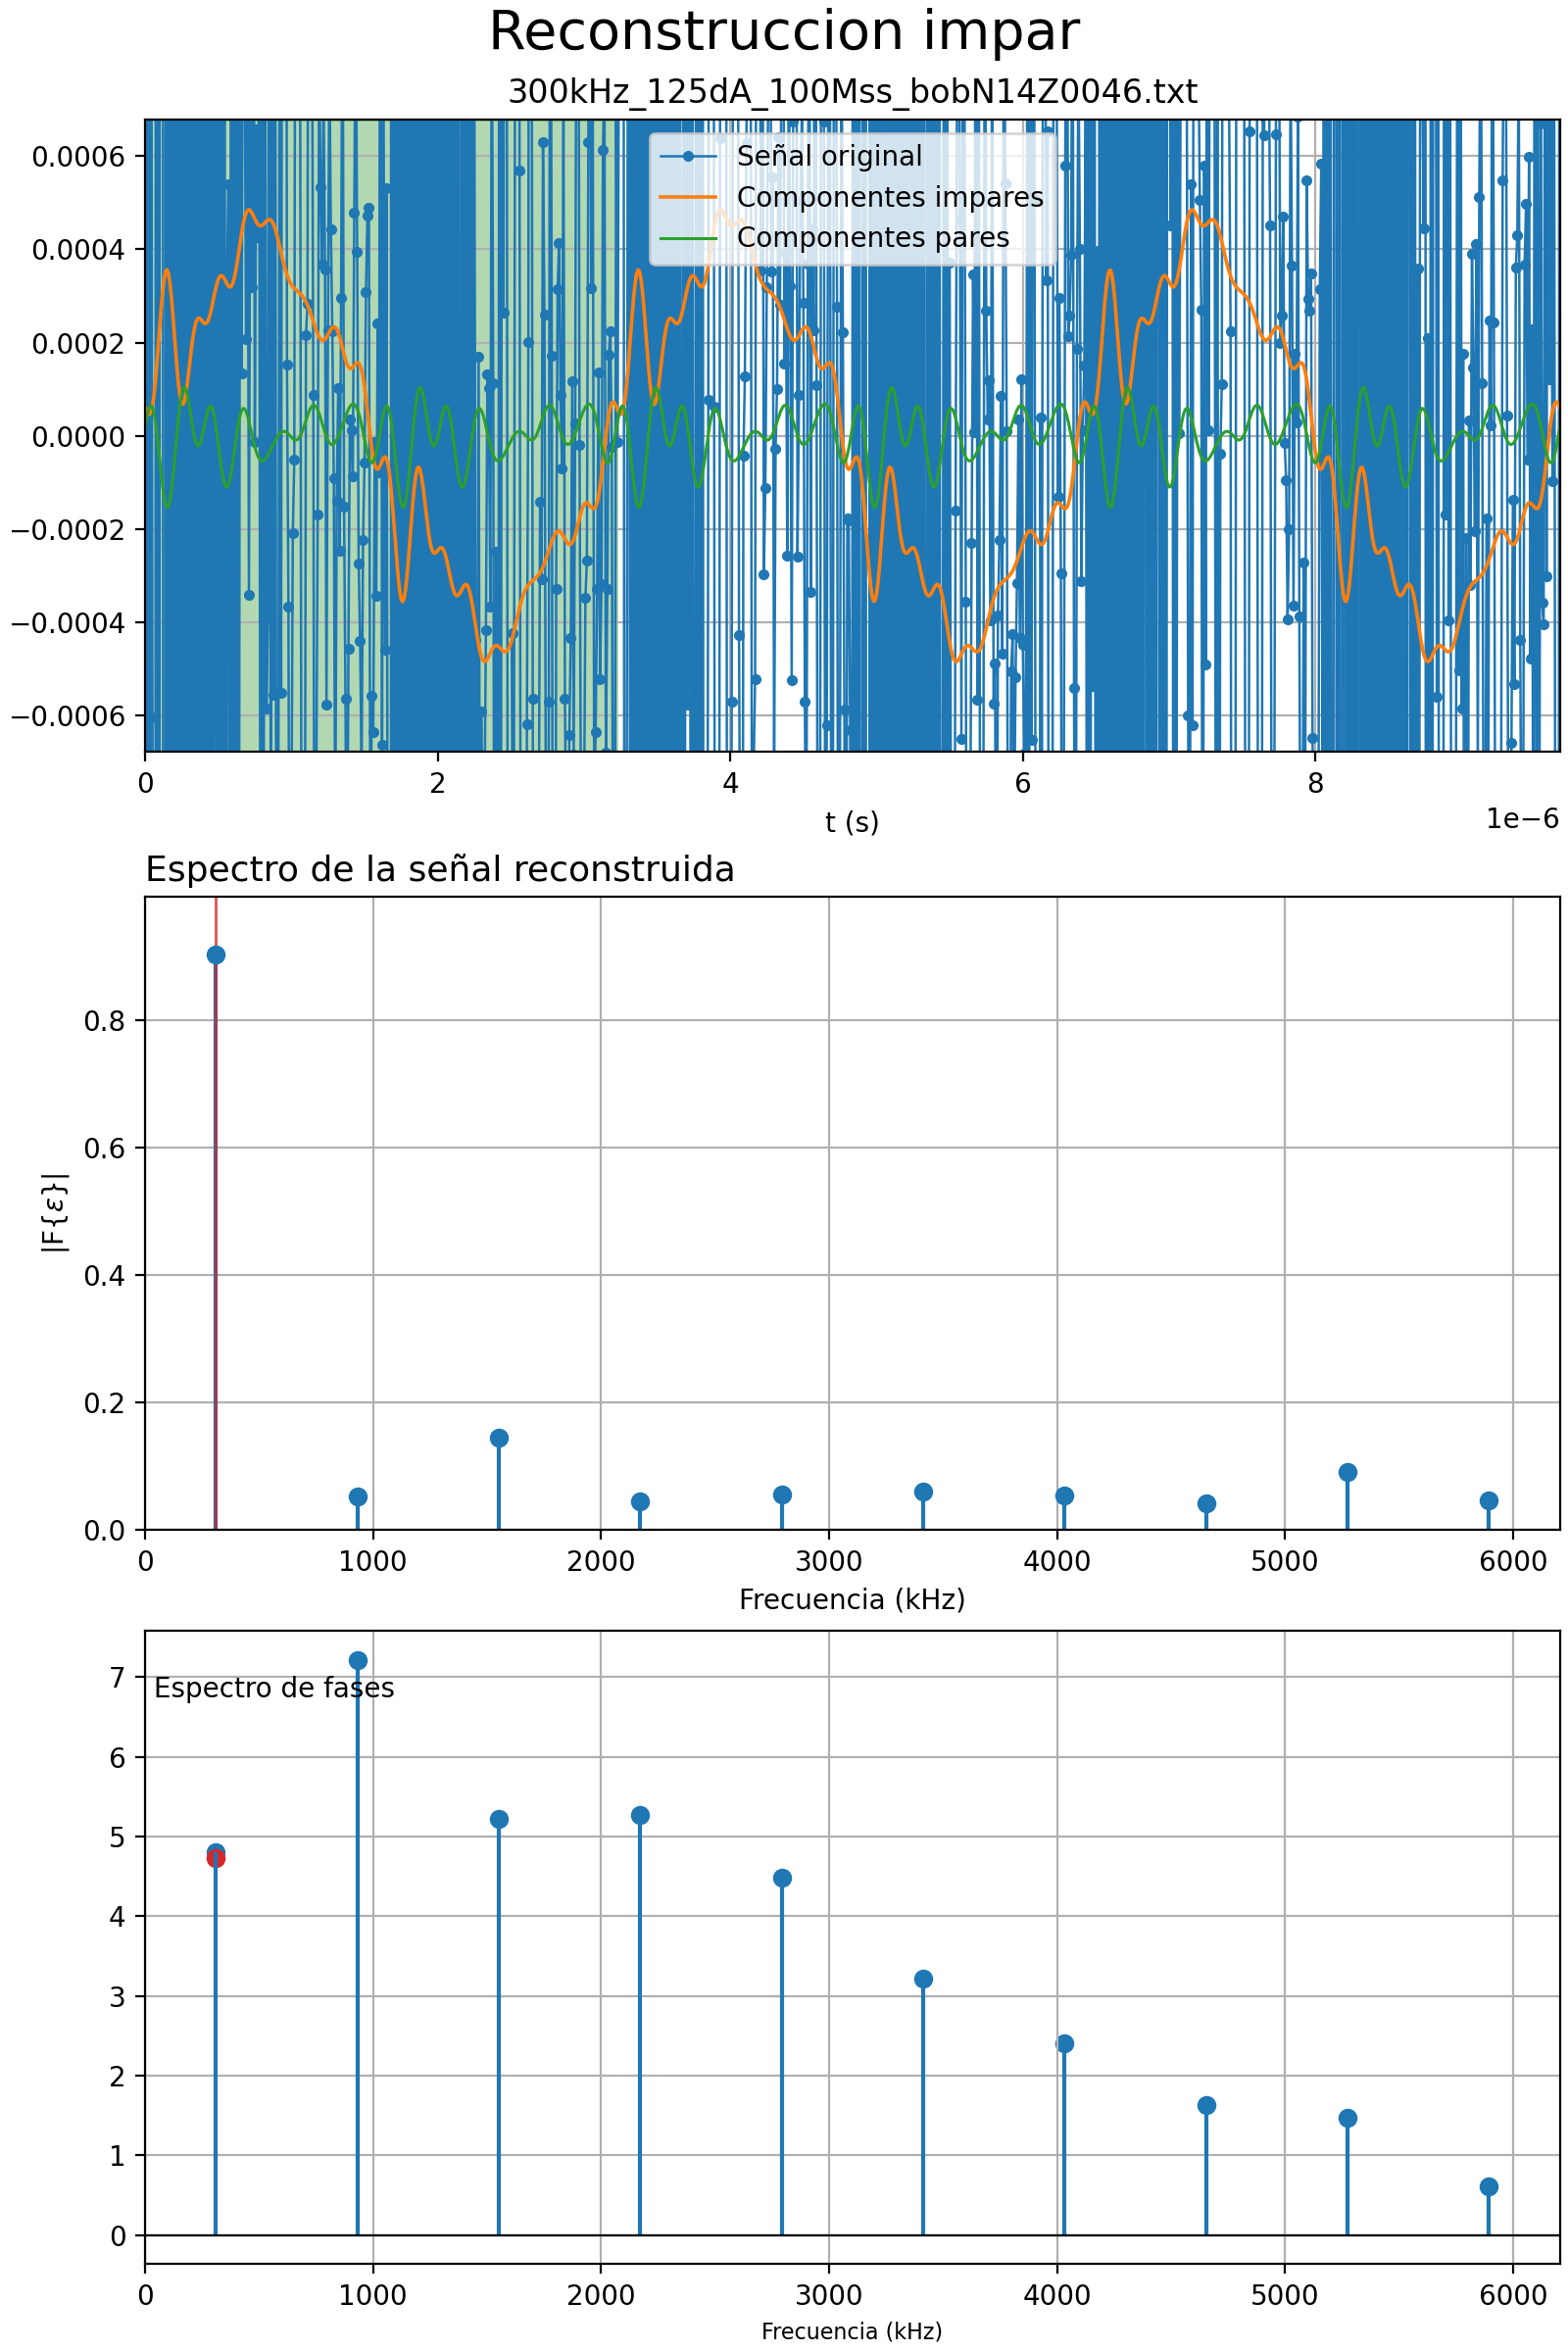 Reconstruccion impar
300kHz_125dA_100Mss_bobN14Z0046.txt
Señal original
Componentes impares
Componentes pares
0.0006
0.0004
0.0002
0.0000
−0.0002
−0.0004
−0.0006
0 2 4 6 8
t (s)
1e−6
Espectro de la señal reconstruida
|F{ε}|
0.8
0.6
0.4
0.2
0.0
0 1000 2000 3000 4000 5000 6000
Frecuencia (kHz)
Espectro de fases
7
6
5
4
3
2
1
0
0 1000 2000 3000 4000 5000 6000
Frecuencia (kHz)